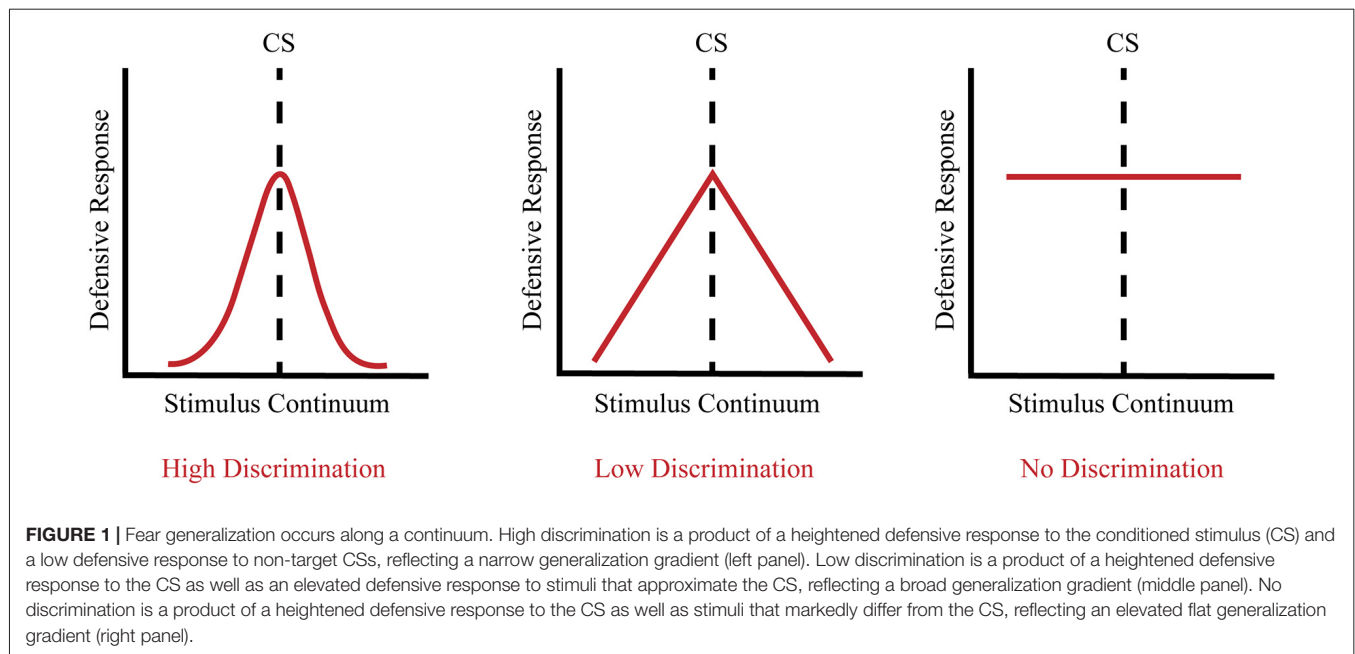 CS
CS
CS
Defensive Response
Defensive Response
Defensive Response
Stimulus Continuum
Stimulus Continuum
Stimulus Continuum
High Discrimination
Low Discrimination
No Discrimination
FIGURE 1 | Fear generalization occurs along a continuum. High discrimination is a product of a heightened defensive response to the conditioned stimulus (CS) and
a low defensive response to non-target CSs, reflecting a narrow generalization gradient (left panel). Low discrimination is a product of a heightened defensive
response to the CS as well as an elevated defensive response to stimuli that approximate the CS, reflecting a broad generalization gradient (middle panel). No
discrimination is a product of a heightened defensive response to the CS as well as stimuli that markedly differ from the CS, reflecting an elevated flat generalization
gradient (right panel).